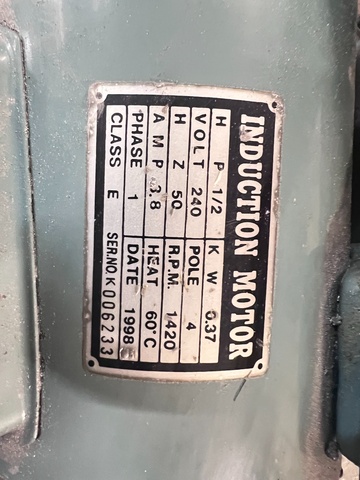 INDUCTION MOTOR
H P 1/2 K W 0.37
VOLT 240 POLE 4
H Z 50 R.P.M. 1420
A M P 3.8 HEAT 60°C
PHASE 1 DATE 1998
CLASS E SER.NO.K006233